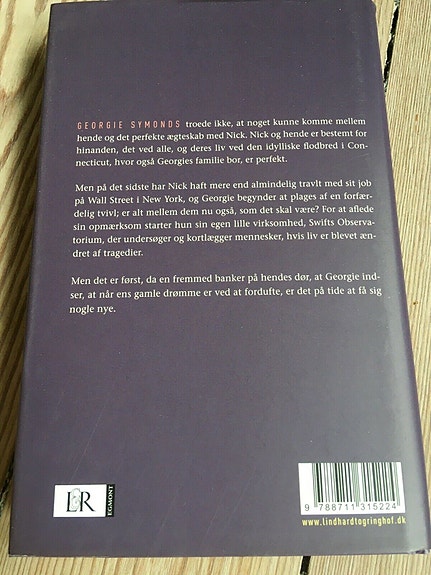 GEORGIE SYMONDS troede ikke, at noget kunne komme mellem
hende og det perfekte ægteskab med Nick. Nick og hende er bestemt for
hinanden, det ved alle, og deres liv ved den idylliske flodbred i Con-
necticut, hvor også Georgies familie bor, er perfekt.
Men på det sidste har Nick haft mere end almindelig travlt med sit job
på Wall Street i New York, og Georgie begynder at plages af en forfær-
delig tvivl; er alt mellem dem nu også, som det skal være? For at aflede
sin opmærksom starter hun sin egen lille virksomhed, Swifts Observa-
torium, der undersøger og kortlægger mennesker, hvis liv er blevet æn-
dret af tragedier.
Men det er først, da en fremmed banker på hendes dør, at Georgie ind-
ser, at når ens gamle drømme er ved at fordufte, er det på tide at få sig
nogle nye.
L&R
EGMONT
9 788711 315224
www.lindhardtogringhof.dk